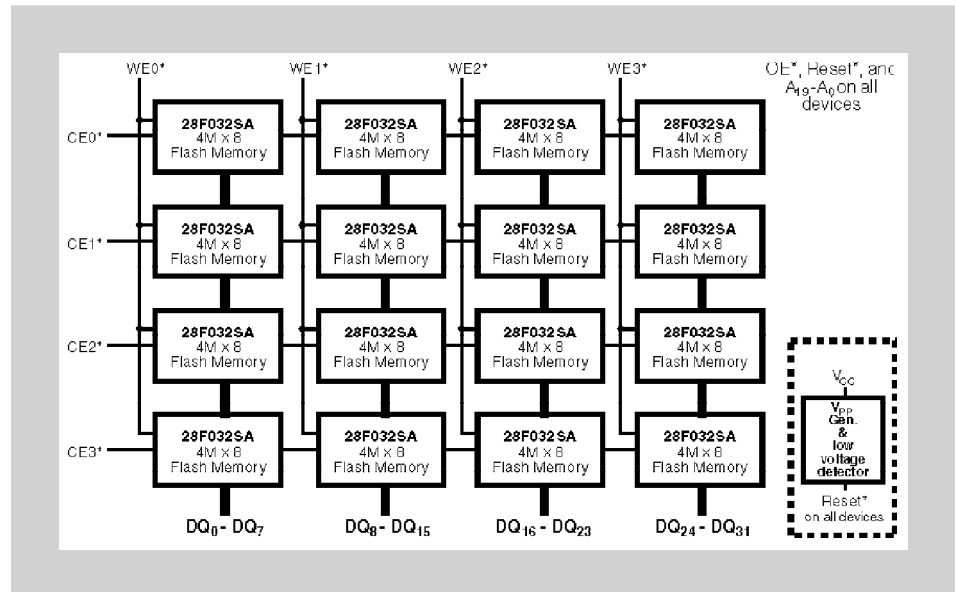 WE0* WE1* WE2* WE3*
OE*, Reset*, and
A19-A0 on all
devices
CE0*
28F032SA 28F032SA 28F032SA 28F032SA
4M x 8 4M x 8 4M x 8 4M x 8
Flash Memory Flash Memory Flash Memory Flash Memory
CE1*
28F032SA 28F032SA 28F032SA 28F032SA
4M x 8 4M x 8 4M x 8 4M x 8
Flash Memory Flash Memory Flash Memory Flash Memory
CE2*
28F032SA 28F032SA 28F032SA 28F032SA
4M x 8 4M x 8 4M x 8 4M x 8
Flash Memory Flash Memory Flash Memory Flash Memory
CE3*
28F032SA 28F032SA 28F032SA 28F032SA
4M x 8 4M x 8 4M x 8 4M x 8
Flash Memory Flash Memory Flash Memory Flash Memory
DQ0 - DQ7 DQ8 - DQ15 DQ16 - DQ23 DQ24 - DQ31
VCC
VPP
Gen.
&
low
voltage
detector
Reset*
on all devices